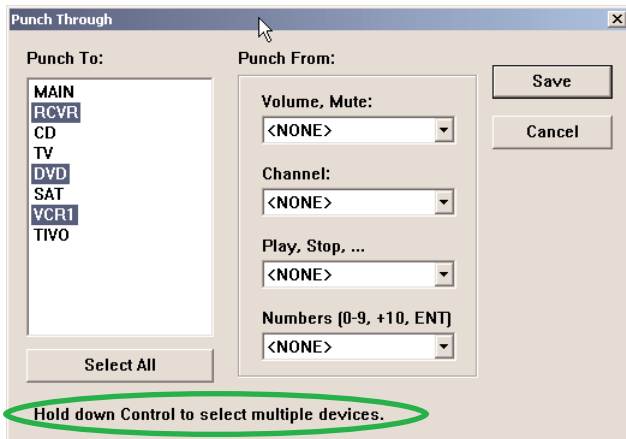 Punch Through
Punch To:
MAIN
RCVR
CD
TV
DVD
SAT
VCR1
TIVO
Select All
Punch From:
Volume, Mute:
<NONE>
Channel:
<NONE>
Play, Stop, ...
<NONE>
Numbers (0-9, +10, ENT)
<NONE>
Save
Cancel
Hold down Control to select multiple devices.